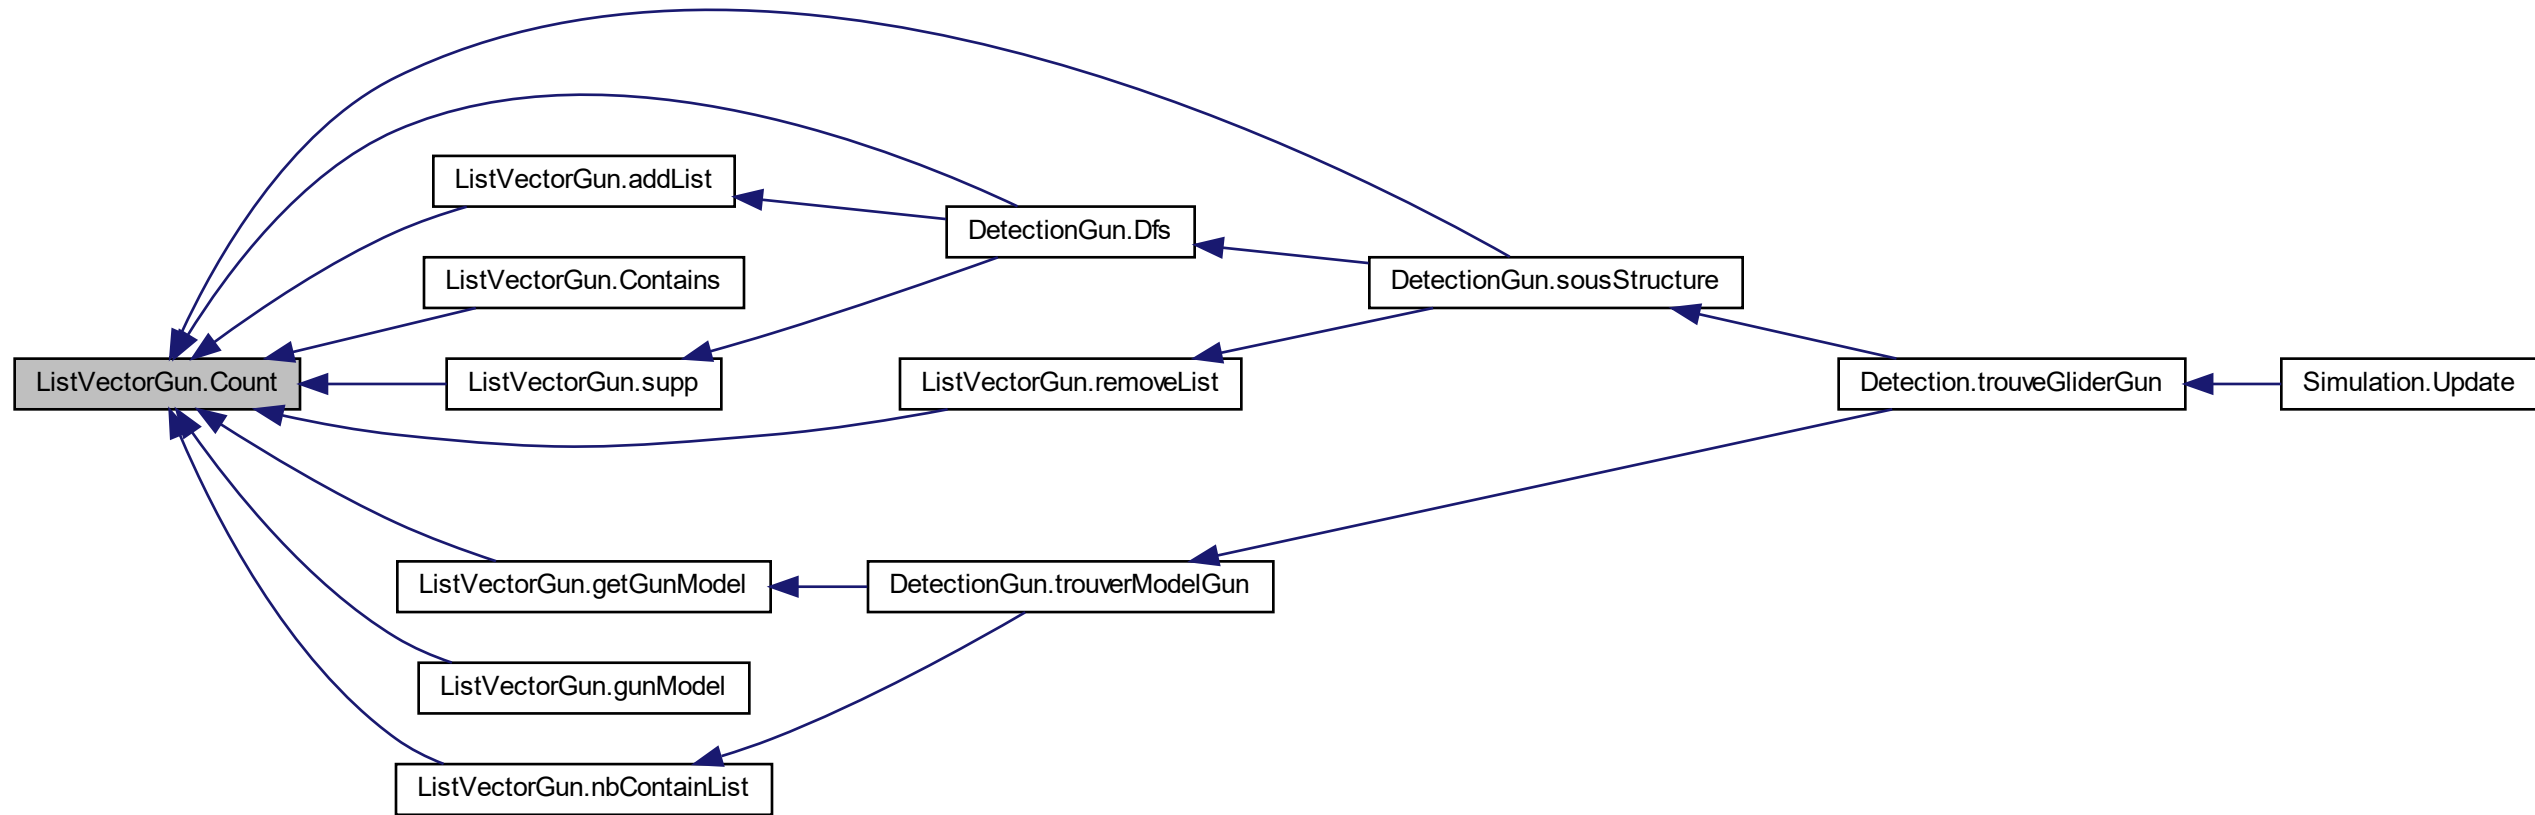 ListVectorGun.addList
DetectionGun.Dfs
ListVectorGun.Contains
DetectionGun.sousStructure
ListVectorGun.Count
ListVectorGun.supp
ListVectorGun.removeList
Detection.trouveGliderGun
Simulation.Update
ListVectorGun.getGunModel
DetectionGun.trouverModelGun
ListVectorGun.gunModel
ListVectorGun.nbContainList